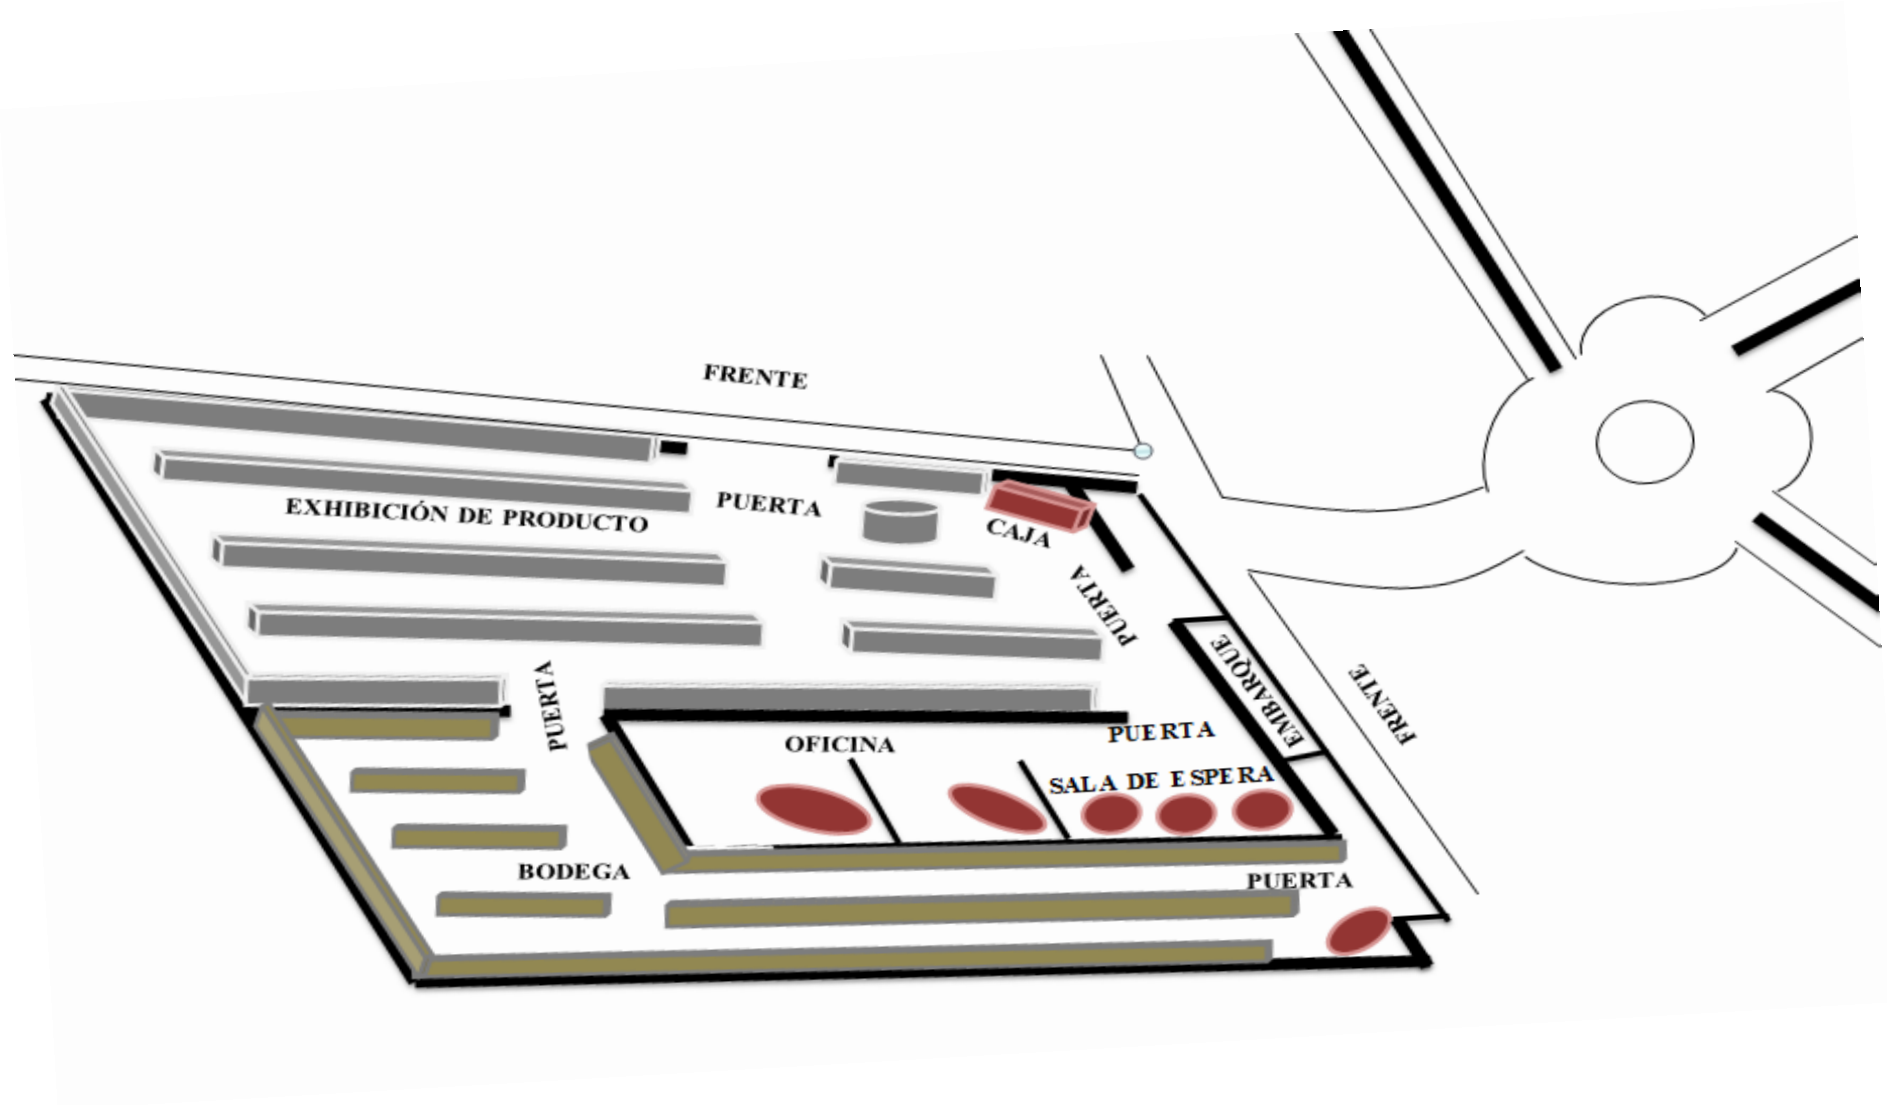 FRENTE
EXHIBICIÓN DE PRODUCTO
PUERTA
CAJA
PUERTA
EMBARQUE
FRENTE
PUERTA
OFICINA
PUERTA
SALA DE ESPERA
BODEGA
PUERTA